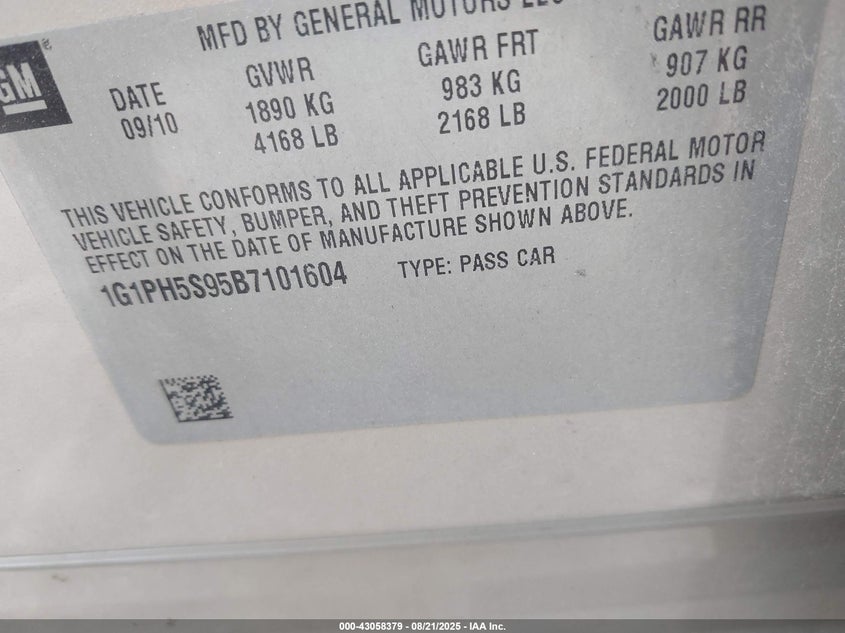 MFD BY GENERAL MOTORS LLC
GM®
DATE GVWR GAWR FRT GAWR RR
09/10 1890 KG 983 KG 907 KG
4168 LB 2168 LB 2000 LB
THIS VEHICLE CONFORMS TO ALL APPLICABLE U.S. FEDERAL MOTOR
VEHICLE SAFETY, BUMPER, AND THEFT PREVENTION STANDARDS IN
EFFECT ON THE DATE OF MANUFACTURE SHOWN ABOVE.
1G1PH5S95B7101604 TYPE: PASS CAR
000-43058379 - 08/21/2025 - IAA Inc.